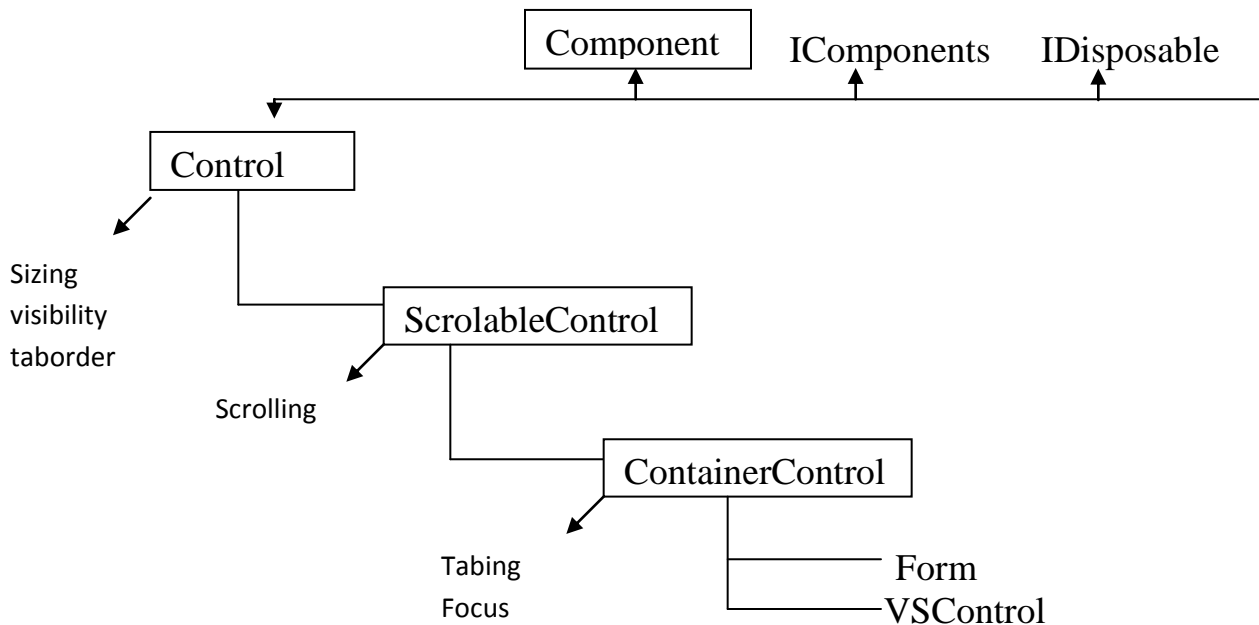 Component
IComponents
IDisposable
Control
Sizing
visibility
taborder
ScrolableControl
Scrolling
ContainerControl
Tabing
Focus
Form
VSControl